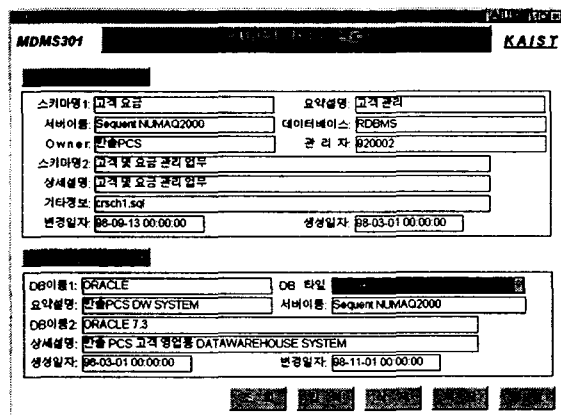 MDMS301 KAIST
스키마명1: 고객 요금 요약설명: 고객 관리
서버이름: Sequent NUMAQ2000 데이터베이스: RDBMS
Owner: 한솔PCS 관 리 자: 920002
스키마명2: 고객 및 요금 관리 업무
상세설명: 고객 및 요금 관리 업무
기타정보: crsch1.sql
변경일자: 98-09-13 00:00:00 생성일자: 98-03-01 00:00:00
DB이름1: ORACLE DB 타입
요약설명: 한솔PCS DW SYSTEM 서버이름: Sequent NUMAQ2000
DB이름2: ORACLE 7.3
상세설명: 한솔 PCS 고객 영업용 DATAWAREHOUSE SYSTEM
생성일자: 98-03-01 00:00:00 변경일자: 98-11-01 00:00:00